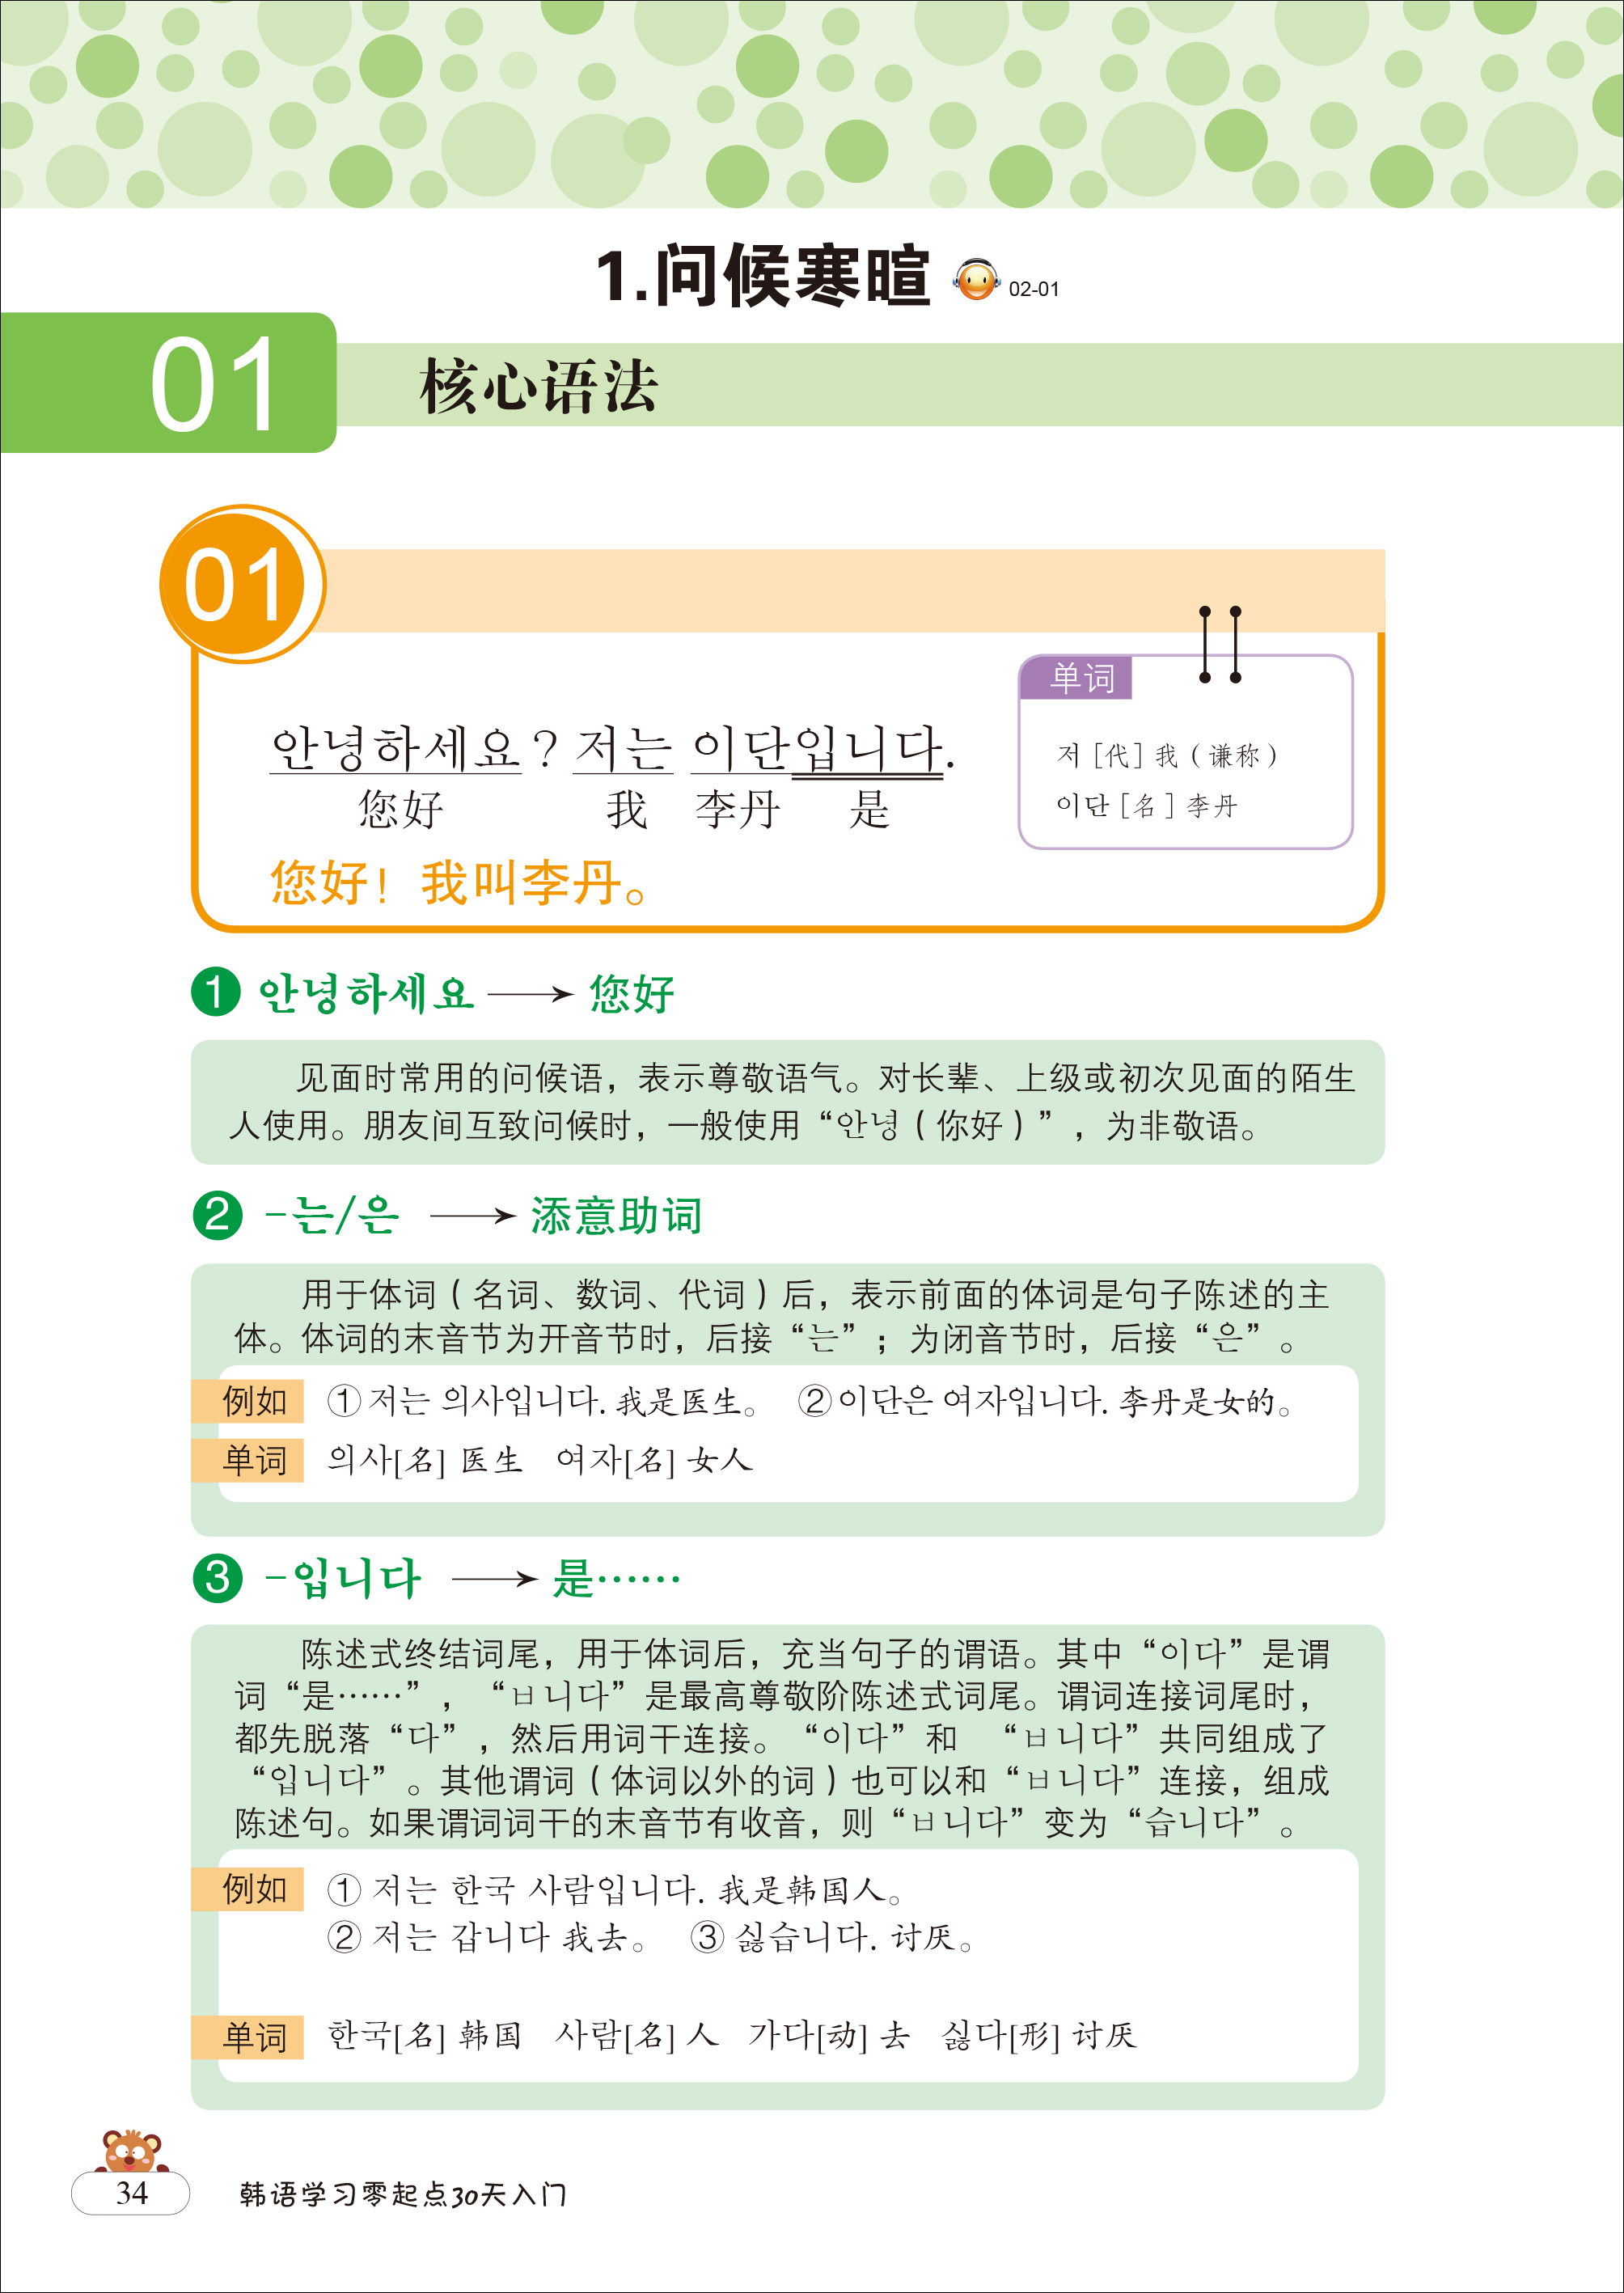 1.问候寒暄 02-01
01 核心语法
01
单词
안녕하세요？저는 이단입니다.
您好 我 李丹 是
您好！我叫李丹。
저［代］我（谦称）
이단［名］李丹
1 안녕하세요 → 您好
见面时常用的问候语，表示尊敬语气。对长辈、上级或初次见面的陌生
人使用。朋友间互致问候时，一般使用“안녕（你好）”，为非敬语。
2 -는/은 → 添意助词
用于体词（名词、数词、代词）后，表示前面的体词是句子陈述的主
体。体词的末音节为开音节时，后接“는”；为闭音节时，后接“은”。
例如 ① 저는 의사입니다. 我是医生。 ② 이단은 여자입니다. 李丹是女的。
单词 의사[名] 医生 여자[名] 女人
3 -입니다 → 是……
陈述式终结词尾，用于体词后，充当句子的谓语。其中“이다”是谓
词“是……”，“ㅂ니다”是最高尊敬阶陈述式词尾。谓词连接词尾时，
都先脱落“다”，然后用词干连接。“이다”和 “ㅂ니다”共同组成了
“입니다”。其他谓词（体词以外的词）也可以和“ㅂ니다”连接，组成
陈述句。如果谓词词干的末音节有收音，则“ㅂ니다”变为“습니다”。
例如 ① 저는 한국 사람입니다. 我是韩国人。
② 저는 갑니다 我去。 ③ 싫습니다. 讨厌。
单词 한국[名] 韩国 사람[名] 人 가다[动] 去 싫다[形] 讨厌
34 韩语学习零起点30天入门